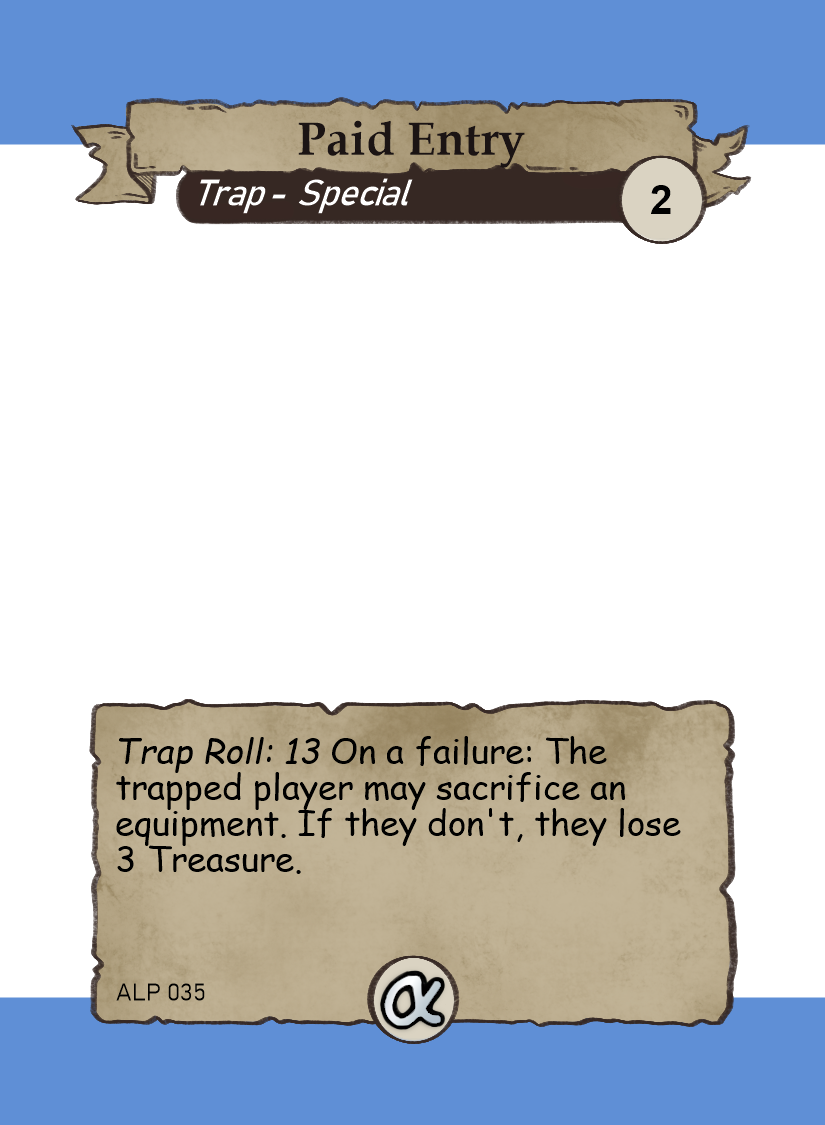 Paid Entry
Trap - Special
2
Trap Roll: 13 On a failure: The
trapped player may sacrifice an
equipment. If they don't, they lose
3 Treasure.
ALP 035
α